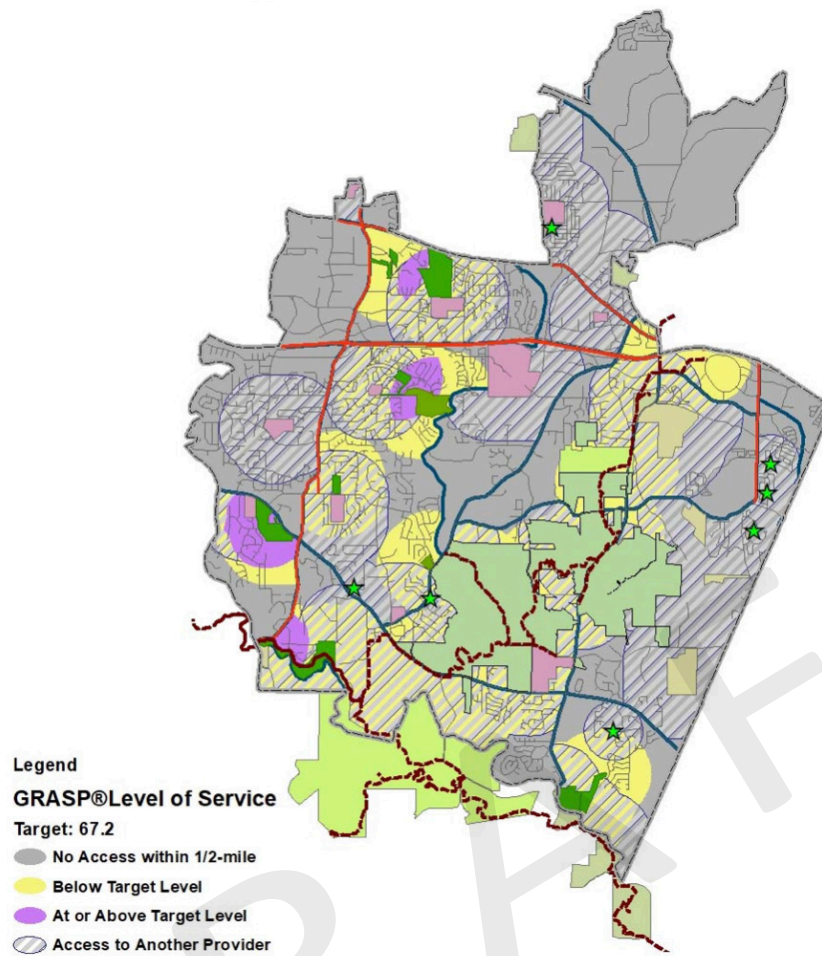 Legend
GRASP®Level of Service
Target: 67.2
No Access within 1/2-mile
Below Target Level
At or Above Target Level
Access to Another Provider